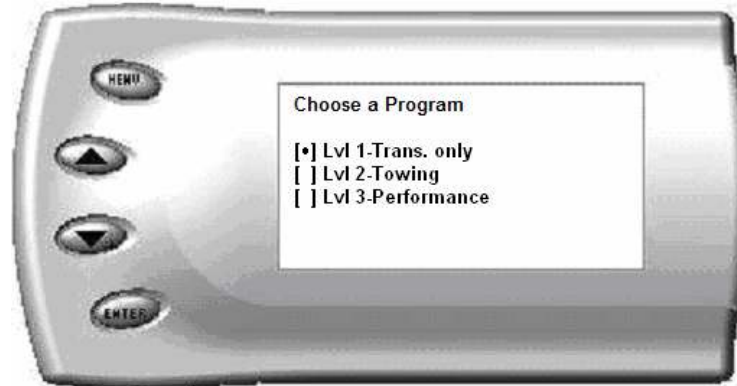 MENU
Choose a Program
[•] Lvl 1-Trans. only
[ ] Lvl 2-Towing
[ ] Lvl 3-Performance
ENTER